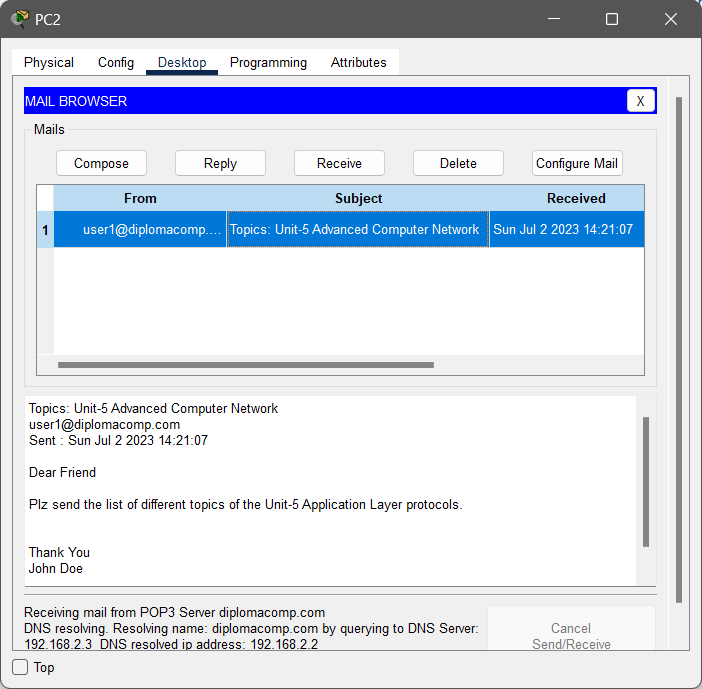 PC2
Physical Config Desktop Programming Attributes
MAIL BROWSER X
Mails
Compose Reply Receive Delete Configure Mail
From Subject Received
1 user1@diplomacomp.... Topics: Unit-5 Advanced Computer Network Sun Jul 2 2023 14:21:07
Topics: Unit-5 Advanced Computer Network
user1@diplomacomp.com
Sent : Sun Jul 2 2023 14:21:07
Dear Friend
Plz send the list of different topics of the Unit-5 Application Layer protocols.
Thank You
John Doe
Receiving mail from POP3 Server diplomacomp.com
DNS resolving. Resolving name: diplomacomp.com by querying to DNS Server:
192.168.2.3 DNS resolved ip address: 192.168.2.2
Cancel
Send/Receive
Top